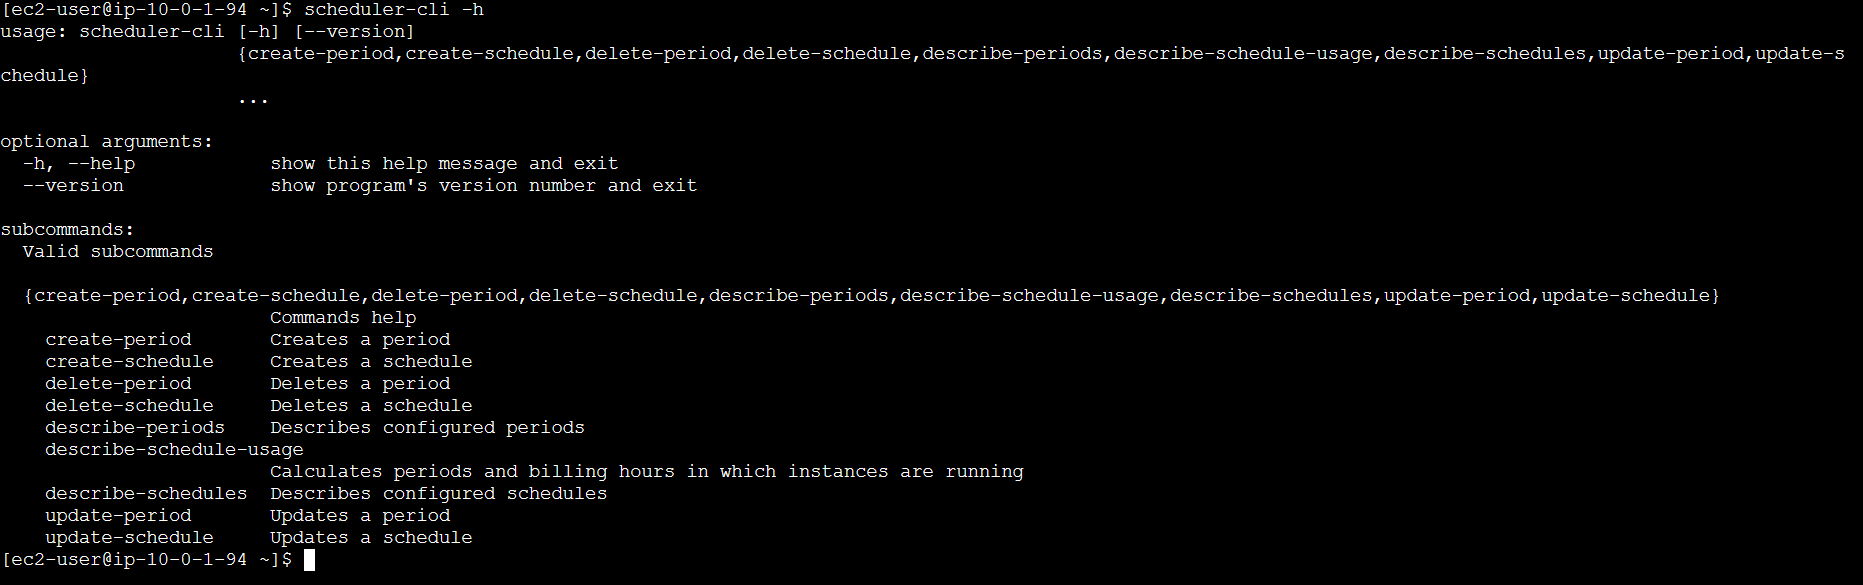 [ec2-user@ip-10-0-1-94 ~]$ scheduler-cli -h
usage: scheduler-cli [-h] [--version]
                     {create-period,create-schedule,delete-period,delete-schedule,describe-periods,describe-schedule-usage,describe-schedules,update-period,update-s
chedule}
                     ...

optional arguments:
  -h, --help            show this help message and exit
  --version             show program's version number and exit

subcommands:
  Valid subcommands

  {create-period,create-schedule,delete-period,delete-schedule,describe-periods,describe-schedule-usage,describe-schedules,update-period,update-schedule}
                        Commands help
    create-period       Creates a period
    create-schedule     Creates a schedule
    delete-period       Deletes a period
    delete-schedule     Deletes a schedule
    describe-periods    Describes configured periods
    describe-schedule-usage
                        Calculates periods and billing hours in which instances are running
    describe-schedules  Describes configured schedules
    update-period       Updates a period
    update-schedule     Updates a schedule
[ec2-user@ip-10-0-1-94 ~]$